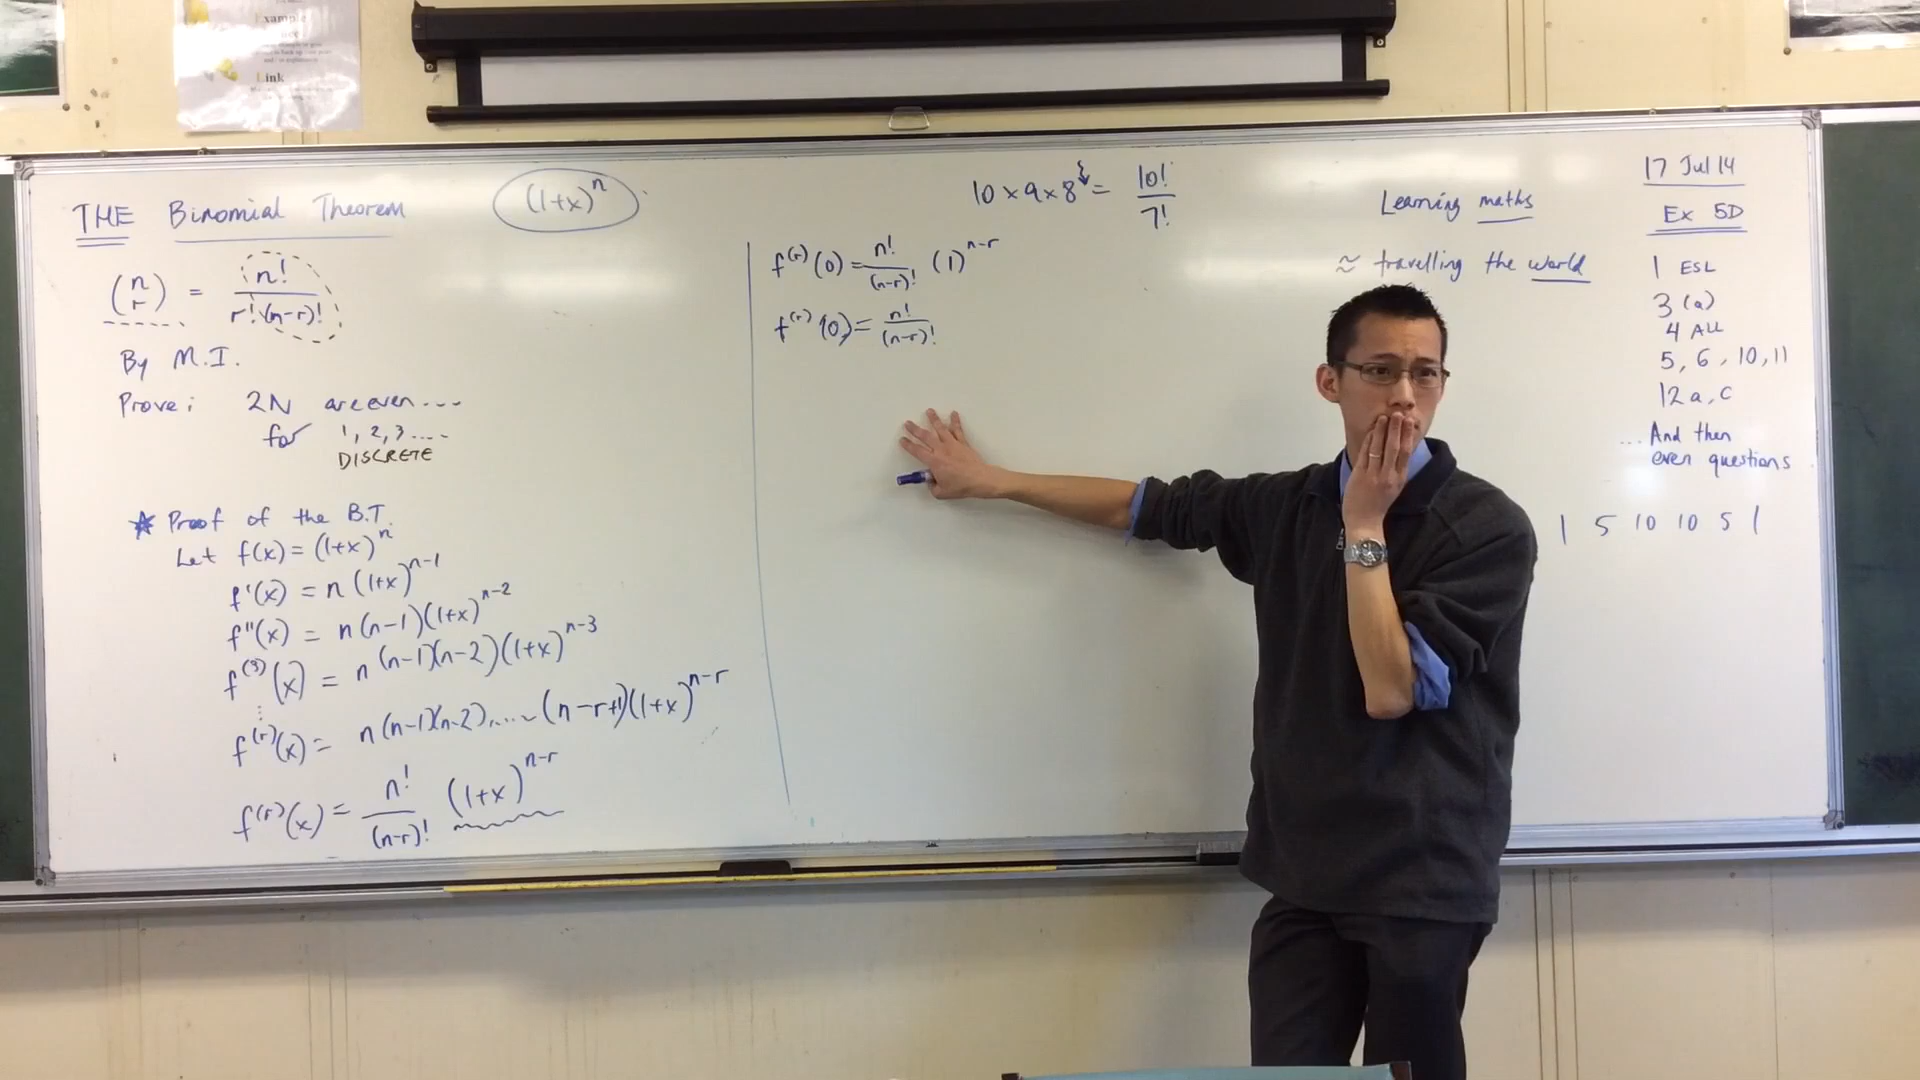 Example
Link
THE Binomial Theorem (1+x)^n
(n r) = n!/(r!(n-r)!)
By M.I.
Prove: 2N are even ....
for 1, 2, 3 ....
DISCRETE
★ Proof of the B.T.
Let f(x) = (1+x)^n
f'(x) = n(1+x)^(n-1)
f''(x) = n(n-1)(1+x)^(n-2)
f^(3)(x) = n(n-1)(n-2)(1+x)^(n-3)
⋮
f^(r)(x) = n(n-1)(n-2).....(n-r+1)(1+x)^(n-r)
f^(r)(x) = n!/(n-r)! (1+x)^(n-r)
10 × 9 × 8 = 10!/7!
f^(r)(0) = n!/(n-r)! (1)^(n-r)
f^(r)(0) = n!/(n-r)!
Learning maths
≈ travelling the world
17 Jul 14
Ex 5D
1 ESL
3 (a)
4 ALL
5, 6, 10, 11
12 a, c
... And then
even questions
1 5 10 10 5 1